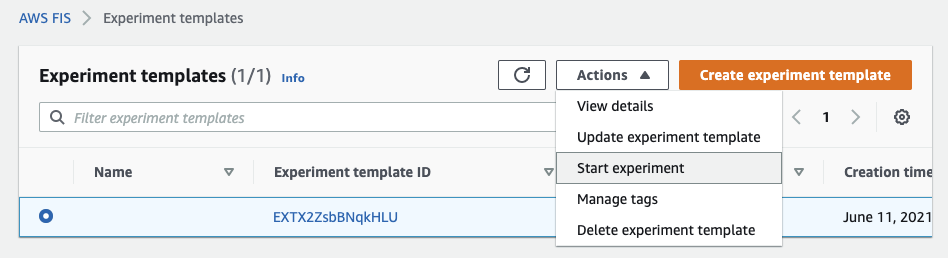 AWS FIS > Experiment templates
Experiment templates (1/1) Info
Actions
Create experiment template
Filter experiment templates
1
View details
Update experiment template
Start experiment
Manage tags
Delete experiment template
Name
Experiment template ID
Creation time
EXTX2ZsbBNqkHLU
June 11, 2021